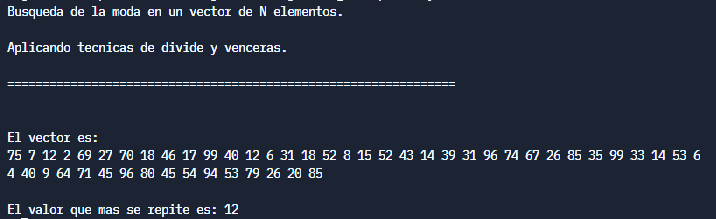 Busqueda de la moda en un vector de N elementos.
Aplicando tecnicas de divide y venceras.
================================================================
El vector es:
75 7 12 2 69 27 70 18 46 17 99 40 12 6 31 18 52 8 15 52 43 14 39 31 96 74 67 26 85 35 99 33 14 53 6
4 40 9 64 71 45 96 80 45 54 94 53 79 26 20 85
El valor que mas se repite es: 12